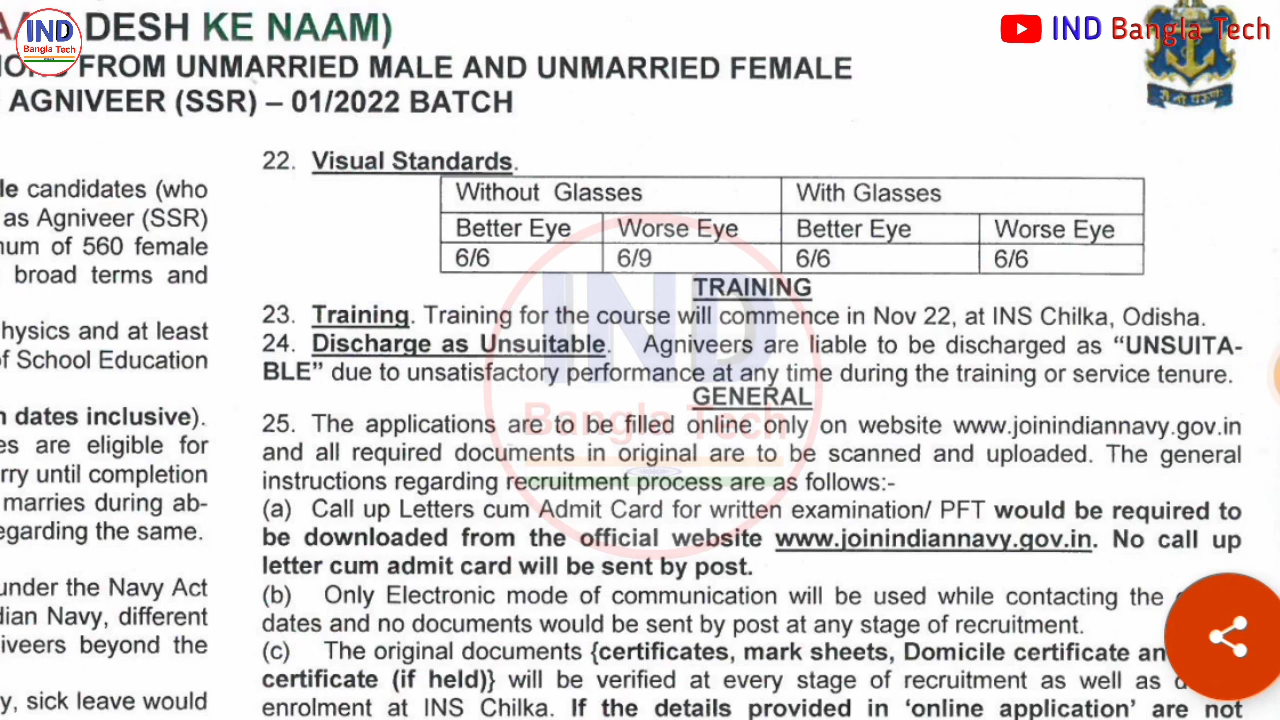 IND
Bangla Tech
DESH KE NAAM)
IND Bangla Tech
FROM UNMARRIED MALE AND UNMARRIED FEMALE
AGNIVEER (SSR) – 01/2022 BATCH
candidates (who
as Agniveer (SSR)
of 560 female
broad terms and
and at least
School Education
dates inclusive).
are eligible for
until completion
marries during ab-
the same.
under the Navy Act
Navy, different
beyond the
sick leave would
22. Visual Standards.
Without Glasses With Glasses
Better Eye Worse Eye Better Eye Worse Eye
6/6 6/9 6/6 6/6
TRAINING
23. Training. Training for the course will commence in Nov 22, at INS Chilka, Odisha.
24. Discharge as Unsuitable. Agniveers are liable to be discharged as “UNSUITA-
BLE” due to unsatisfactory performance at any time during the training or service tenure.
GENERAL
25. The applications are to be filled online only on website www.joinindiannavy.gov.in
and all required documents in original are to be scanned and uploaded. The general
instructions regarding recruitment process are as follows:-
(a) Call up Letters cum Admit Card for written examination/ PFT would be required to
be downloaded from the official website www.joinindiannavy.gov.in. No call up
letter cum admit card will be sent by post.
(b) Only Electronic mode of communication will be used while contacting the
dates and no documents would be sent by post at any stage of recruitment.
(c) The original documents {certificates, mark sheets, Domicile certificate
certificate (if held)} will be verified at every stage of recruitment as well as
enrolment at INS Chilka. If the details provided in ‘online application’ are not
IND
Bangla Tech